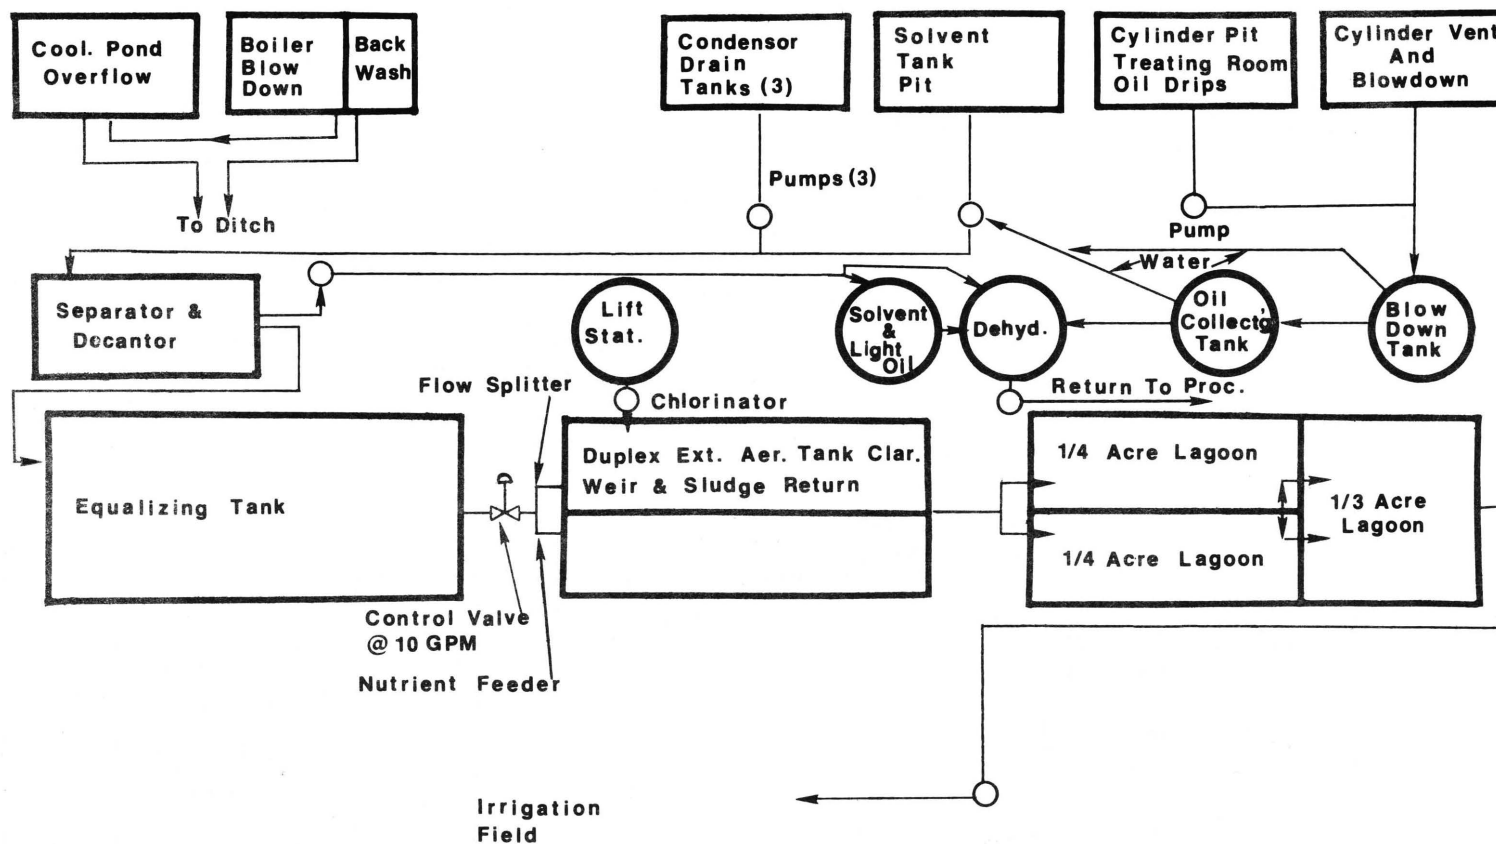 Cool. Pond
Overflow
Boiler
Blow
Down
Back
Wash
Condensor
Drain
Tanks (3)
Solvent
Tank
Pit
Cylinder Pit
Treating Room
Oil Drips
Cylinder Vent
And
Blowdown
Pumps (3)
To Ditch
Pump
Water
Separator &
Decantor
Lift
Stat.
Solvent
&
Light
Oil
Dehyd.
Oil
Collectg.
Tank
Blow
Down
Tank
Flow Splitter
Chlorinator
Return To Proc.
Equalizing Tank
Duplex Ext. Aer. Tank Clar.
Weir & Sludge Return
1/4 Acre Lagoon
1/4 Acre Lagoon
1/3 Acre
Lagoon
Control Valve
@ 10 GPM
Nutrient Feeder
Irrigation
Field